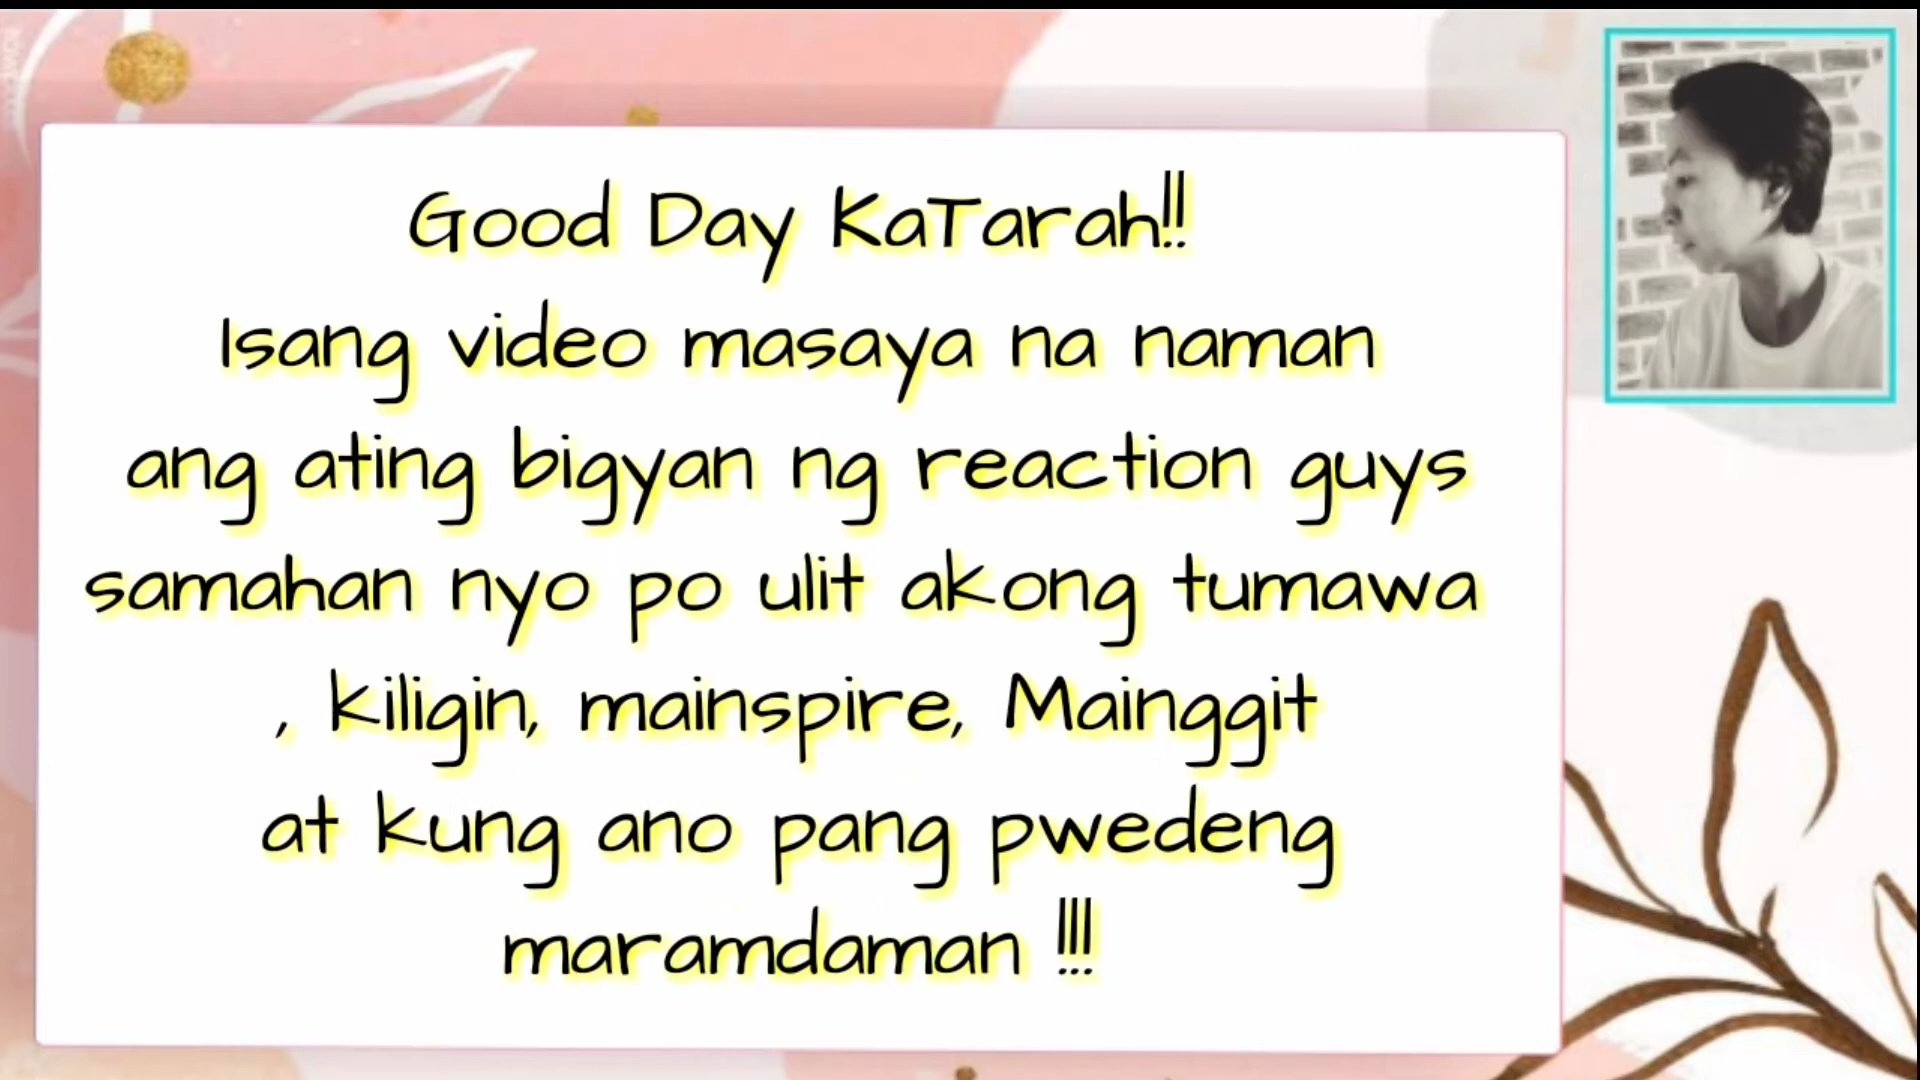 Good Day KaTarah!!
Isang video masaya na naman
ang ating bigyan ng reaction guys
samahan nyo po ulit akong tumawa
, kiligin, mainspire, Mainggit
at kung ano pang pwedeng
maramdaman !!!